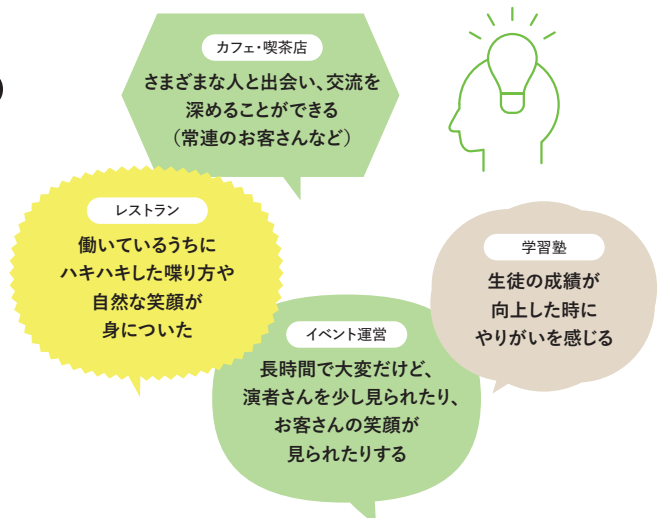 カフェ・喫茶店
さまざまな人と出会い、交流を
深めることができる
（常連のお客さんなど）
レストラン
働いているうちに
ハキハキした喋り方や
自然な笑顔が
身についた
学習塾
生徒の成績が
向上した時に
やりがいを感じる
イベント運営
長時間で大変だけど、
演者さんを少し見られたり、
お客さんの笑顔が
見られたりする